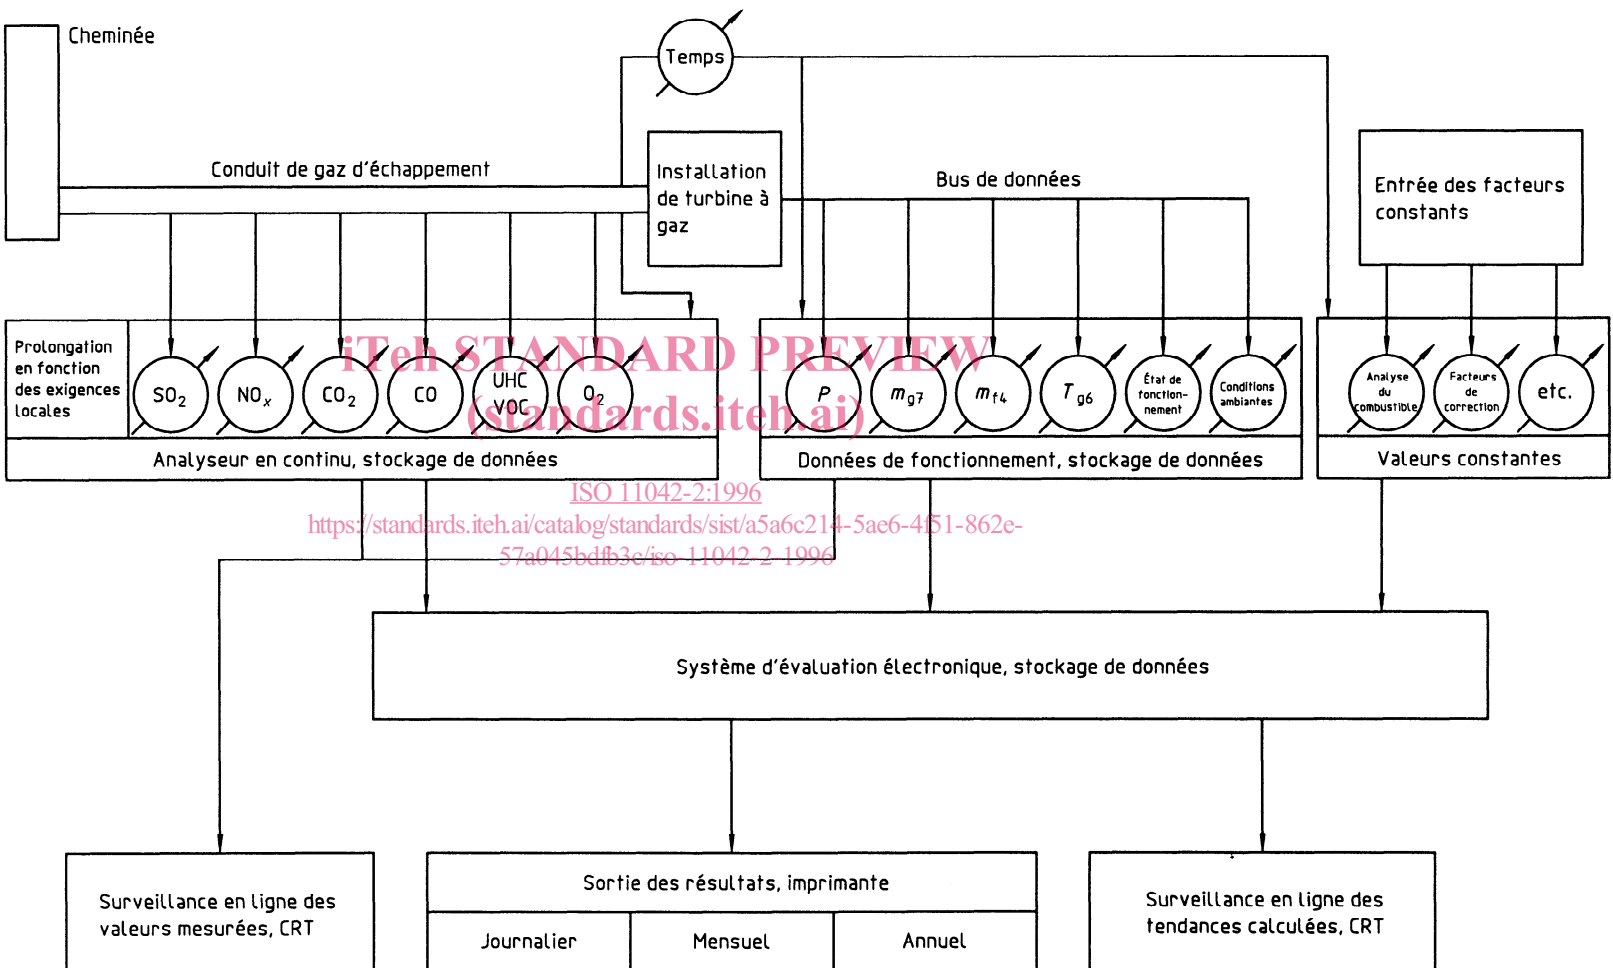 Cheminée
Temps
Conduit de gaz d'échappement
Installation
de turbine à
gaz
Bus de données
Entrée des facteurs
constants
Prolongation
en fonction
des exigences
locales
SO2
NOx
CO2
CO
UHC
VOC
O2
P
mg7
mf4
Tg6
État de
fonction-
nement
Conditions
ambiantes
Analyse
du
combustible
Facteurs
de
correction
etc.
iTeh STANDARD PREVIEW
(standards.iteh.ai)
Analyseur en continu, stockage de données
Données de fonctionnement, stockage de données
Valeurs constantes
ISO 11042-2:1996
https://standards.iteh.ai/catalog/standards/sist/a5a6c214-5ae6-4f51-862e-
57a045bdfb3c/iso-11042-2-1996
Système d'évaluation électronique, stockage de données
Surveillance en ligne des
valeurs mesurées, CRT
Sortie des résultats, imprimante
Journalier
Mensuel
Annuel
Surveillance en ligne des
tendances calculées, CRT